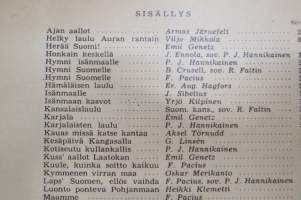 SISÄLLYS
Ajan aallot Armas Järnefelt
Helky laulu Auran rantain Viljo Mikkola
Herää Suomi! Emil Genetz
Honkain keskellä J. Ennola, sov. P. J. Hannikainen
Hymni isänmaalle P. J. Hannikainen
Hymni Suomelle B. Crusell, sov. R. Faltin
Hymni Suomelle F. Pacius
Hämäläisen laulu Er. Aug. Hagfors
Isänmaalle J. Sibelius
Isänmaan kasvot Yrjö Kilpinen
Kansalaislaulu Suom. kans., sov. R. Faltin
Karjala Emil Genetz
Karjalaisten laulu P. J. Hannikainen
Kauas missä katse kantaa Aksel Törnudd
Kesäpäivä Kangasalla G. Linsén
Kotiseutu kullankallis P. J. Hannikainen
Kuss' aallot Laatokan Emil Genetz
Kuule, kuinka soitto kaikuu F. Pacius
Kymmenen virran maa Oskar Merikanto
Laps' Suomen, ellös vaihda F. Pacius, sov. P. J. Hannikainen
Luonto ponteva Pohjanmaan Heikki Klemetti
Maamme F. Pacius